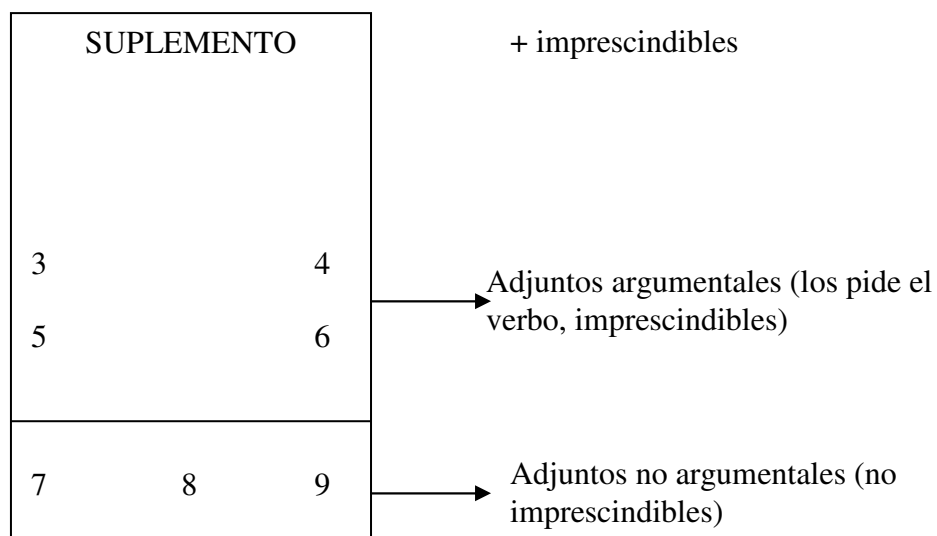 SUPLEMENTO + imprescindibles
3 4
Adjuntos argumentales (los pide el
verbo, imprescindibles)
5 6
7 8 9
Adjuntos no argumentales (no
imprescindibles)